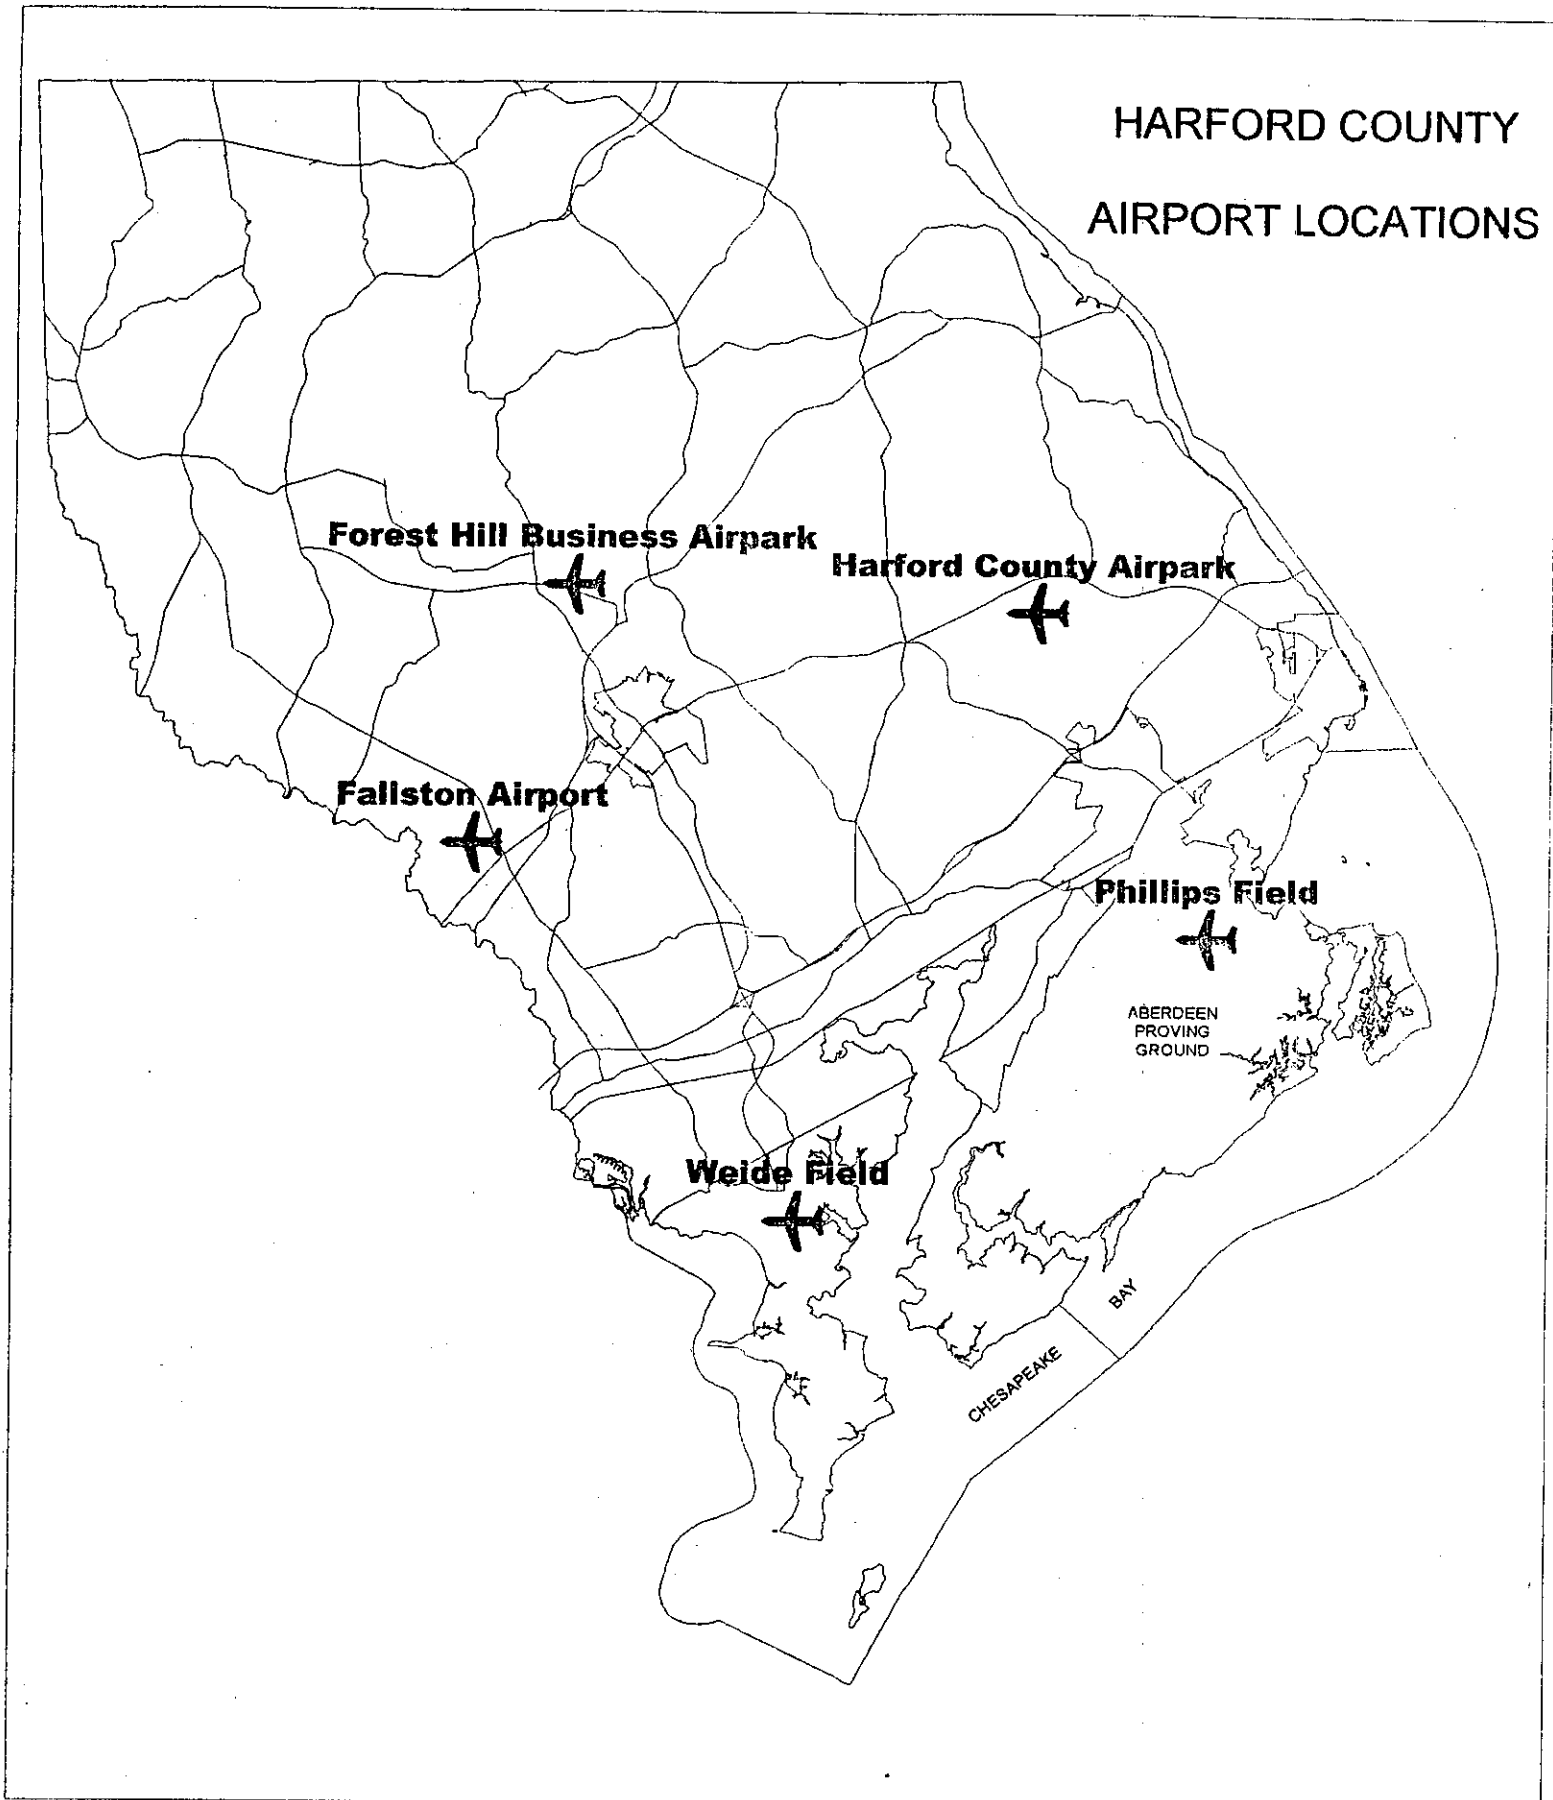 HARFORD COUNTY
AIRPORT LOCATIONS
Forest Hill Business Airpark
Harford County Airpark
Fallston Airport
Phillips Field
ABERDEEN
PROVING
GROUND
Weide Field
BAY
CHESAPEAKE